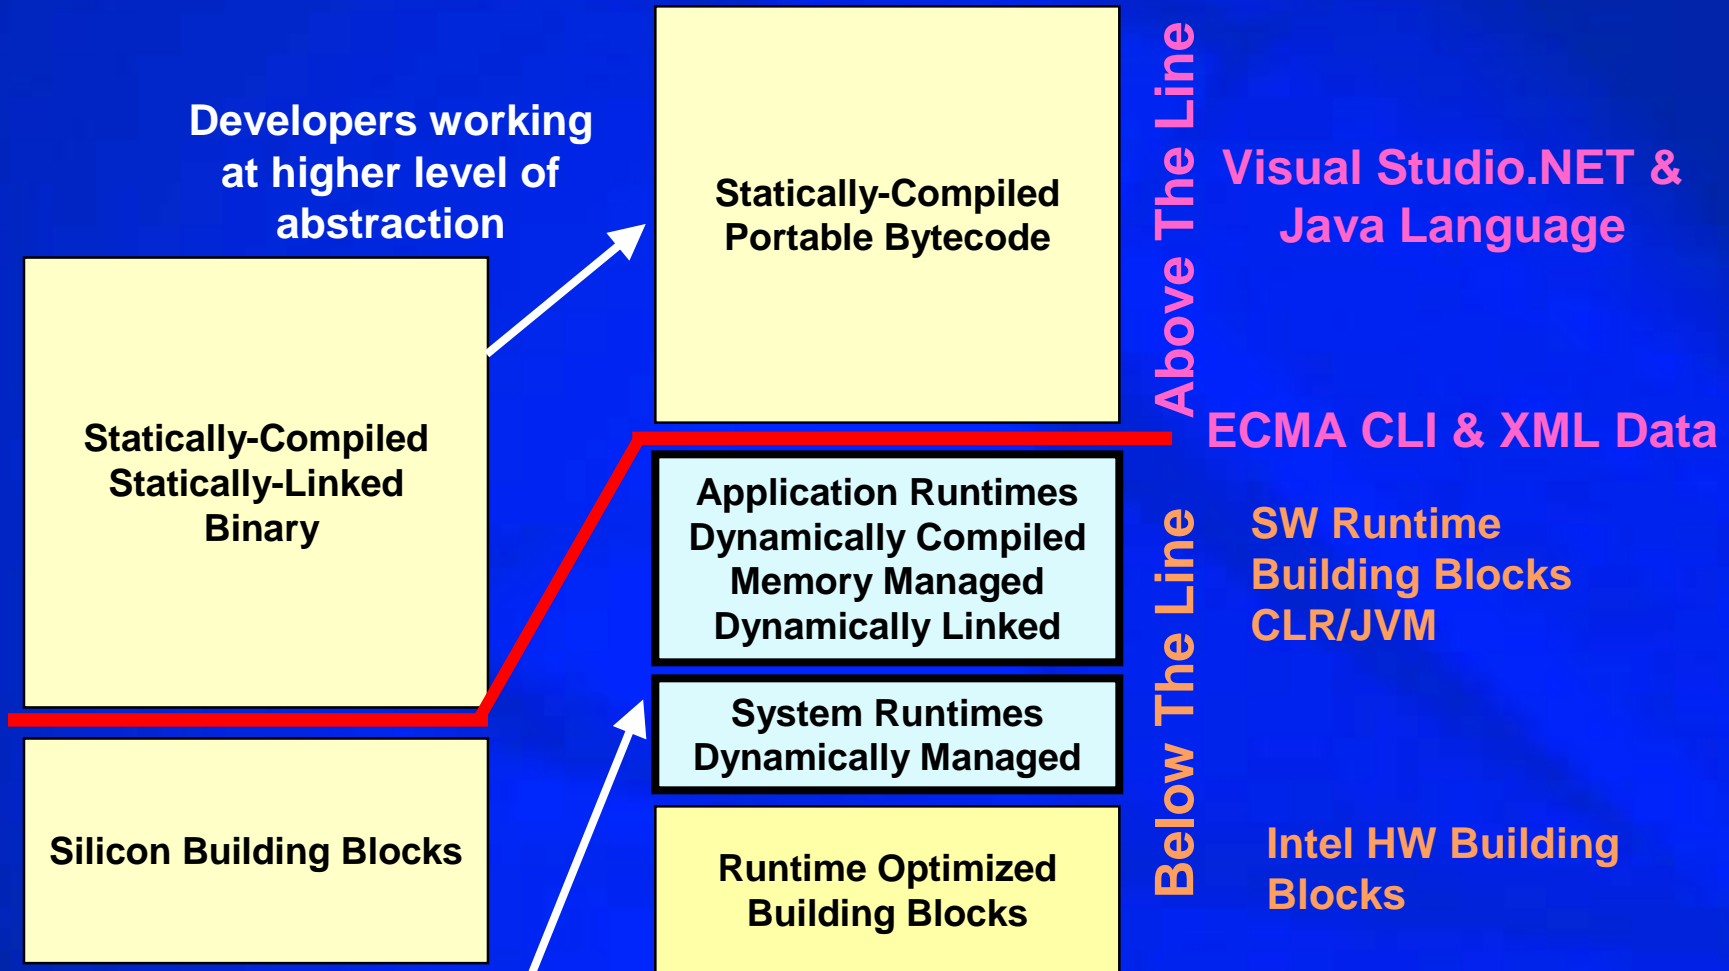 Developers working
at higher level of
abstraction
Statically-Compiled
Statically-Linked
Binary
Silicon Building Blocks
Statically-Compiled
Portable Bytecode
Application Runtimes
Dynamically Compiled
Memory Managed
Dynamically Linked
System Runtimes
Dynamically Managed
Runtime Optimized
Building Blocks
Above The Line
Below The Line
Visual Studio.NET &
Java Language
ECMA CLI & XML Data
SW Runtime
Building Blocks
CLR/JVM
Intel HW Building
Blocks